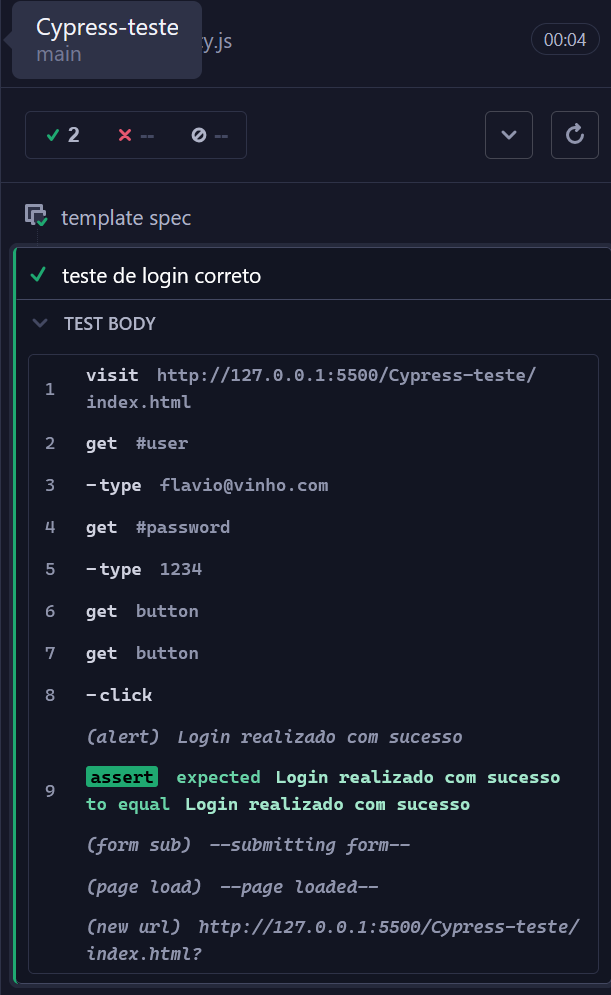 Cypress-teste
main
cy.js
00:04
2
--
--
template spec
teste de login correto
TEST BODY
1 visit http://127.0.0.1:5500/Cypress-teste/
index.html
2 get #user
3 -type flavio@vinho.com
4 get #password
5 -type 1234
6 get button
7 get button
8 -click
(alert) Login realizado com sucesso
9 assert expected Login realizado com sucesso
to equal Login realizado com sucesso
(form sub) --submitting form--
(page load) --page loaded--
(new url) http://127.0.0.1:5500/Cypress-teste/
index.html?